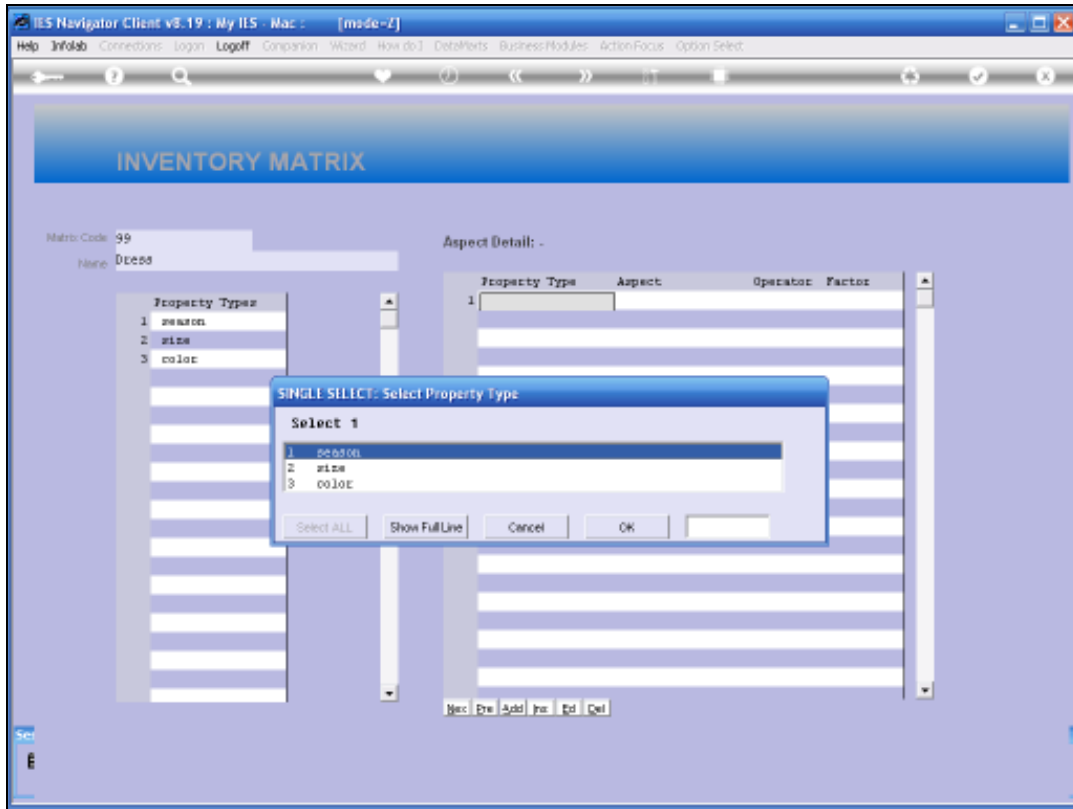 IES Navigator Client v8.19 : My IES - Mac : [mode=Z]
Help Infolab Connections Logon Logoff Companion Wizard How do I DataMarts Business Modules Action Focus Option Select
INVENTORY MATRIX
Matrix Code 99
Name Dress
Aspect Detail: -
Property Types
1 season
2 size
3 color
Property Type Aspect Operator Factor
1
SINGLE SELECT: Select Property Type
Select 1
1 season
2 size
3 color
Select ALL Show Full Line Cancel OK
Nex Pre Add Ins Ed Del